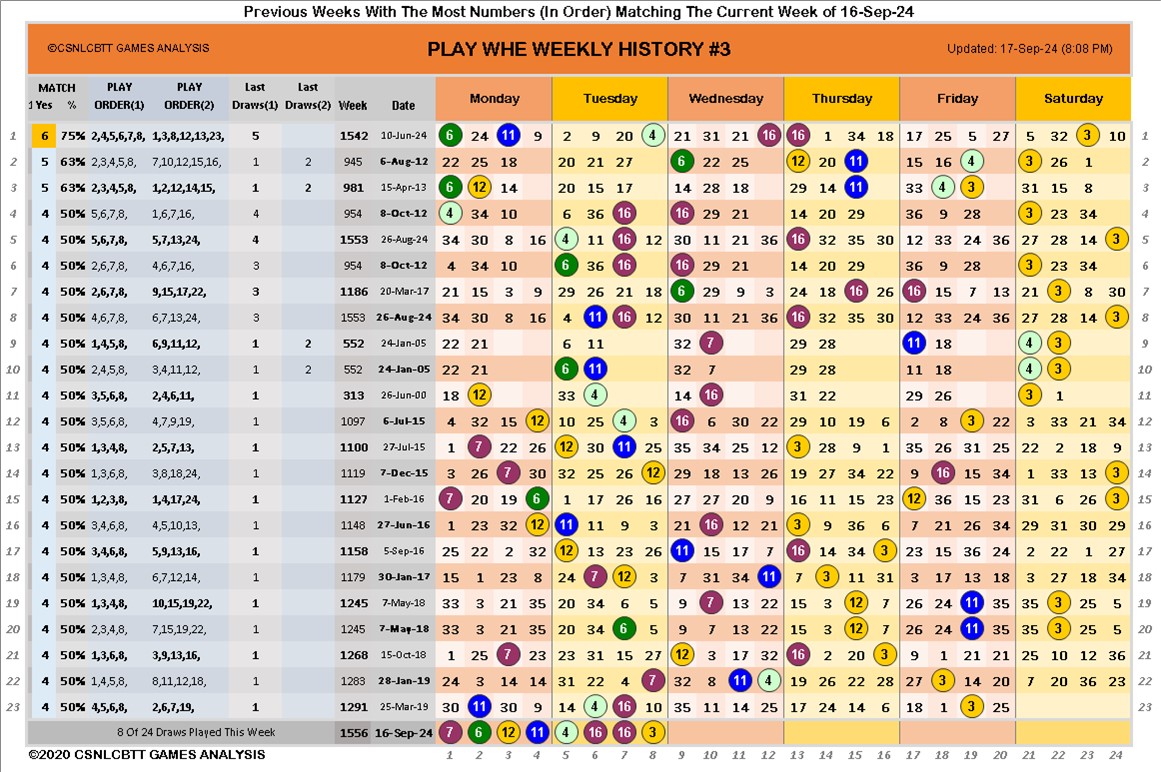 Previous Weeks With The Most Numbers (In Order) Matching The Current Week of 16-Sep-24
©CSNLCBTT GAMES ANALYSIS PLAY WHE WEEKLY HISTORY #3 Updated: 17-Sep-24 (8:08 PM)
MATCH PLAY PLAY Last Last Monday Tuesday Wednesday Thursday Friday Saturday
1 Yes % ORDER(1) ORDER(2) Draws(1) Draws(2) Week Date
1 6 75% 2,4,5,6,7,8, 1,3,8,12,13,23, 5 1542 10-Jun-24 6 24 11 9 2 9 20 4 21 31 21 16 16 1 34 18 17 25 5 27 5 32 23 10 1
2 5 63% 2,3,4,5,8, 7,10,12,15,16, 1 2 945 6-Aug-12 22 25 18 20 21 27 6 22 25 12 20 11 15 16 4 3 26 1 2
3 5 63% 2,3,4,5,8, 1,2,12,14,15, 1 2 981 15-Apr-13 6 12 14 20 15 17 14 28 18 29 14 11 33 4 3 31 15 8 3
4 4 50% 5,6,7,8, 1,6,7,16, 4 954 8-Oct-12 4 34 10 6 36 16 16 29 21 14 20 29 36 9 28 3 23 34 4
5 4 50% 5,6,7,8, 5,7,13,24, 4 1553 26-Aug-24 34 30 8 16 4 11 16 12 30 11 21 36 16 32 35 30 12 33 24 36 27 28 14 3 5
6 4 50% 2,6,7,8, 4,6,7,16, 3 954 8-Oct-12 4 34 10 6 36 16 16 29 21 14 20 29 36 9 28 3 23 34 6
7 4 50% 2,6,7,8, 9,15,17,22, 3 1186 20-Mar-17 21 15 3 9 29 26 21 18 6 29 9 3 24 18 16 26 16 15 7 13 21 3 8 30 7
8 4 50% 4,6,7,8, 6,7,13,24, 3 1553 26-Aug-24 34 30 8 16 4 11 16 12 30 11 21 36 16 32 35 30 12 33 24 36 27 28 14 3 8
9 4 50% 1,4,5,8, 6,9,11,12, 1 2 552 24-Jan-05 22 21 6 11 32 7 29 28 11 18 4 3 9
10 4 50% 2,4,5,8, 3,4,11,12, 1 2 552 24-Jan-05 22 21 6 11 32 7 29 28 11 18 4 3 10
11 4 50% 3,5,6,8, 2,4,6,11, 1 313 26-Jun-00 18 12 33 4 14 16 31 22 29 26 3 1 11
12 4 50% 3,5,6,8, 4,7,9,19, 1 1097 6-Jul-15 4 32 15 12 10 25 4 3 16 6 30 22 29 10 19 6 2 8 3 22 3 33 21 34 12
13 4 50% 1,3,4,8, 2,5,7,13, 1 1100 27-Jul-15 1 7 22 26 12 30 11 25 35 34 25 12 3 28 9 1 35 26 31 25 22 2 18 9 13
14 4 50% 1,3,6,8, 3,8,18,24, 1 1119 7-Dec-15 3 26 7 30 32 25 26 12 29 18 13 26 19 27 34 22 9 16 14 34 1 33 13 3 14
15 4 50% 1,2,3,8, 1,4,17,24, 1 1127 1-Feb-16 7 20 19 6 1 17 26 16 27 27 20 9 16 11 15 23 12 36 15 23 31 6 26 3 15
16 4 50% 3,4,6,8, 4,5,10,13, 1 1148 27-Jun-16 1 23 32 12 11 11 9 3 21 16 12 21 3 9 36 6 7 21 26 34 29 31 30 29 16
17 4 50% 3,4,6,8, 5,9,13,16, 1 1158 5-Sep-16 25 22 2 32 12 13 23 26 11 15 17 7 16 14 34 3 23 15 36 24 2 22 1 27 17
18 4 50% 1,3,4,8, 6,7,12,14, 1 1179 30-Jan-17 15 1 23 8 24 7 12 3 7 31 34 11 7 3 11 31 3 17 13 18 3 27 18 34 18
19 4 50% 1,3,4,8, 10,15,19,22, 1 1245 7-May-18 33 3 21 35 20 34 6 5 9 7 13 22 15 3 12 7 26 24 11 35 35 3 25 5 19
20 4 50% 2,3,4,8, 7,15,19,22, 1 1245 7-May-18 33 3 21 35 20 34 6 5 9 7 13 22 15 3 12 7 26 24 11 35 35 3 25 5 20
21 4 50% 1,3,6,8, 3,9,13,16, 1 1268 15-Oct-18 1 25 7 23 23 31 15 27 12 3 17 32 16 2 20 3 9 1 21 21 25 10 12 36 21
22 4 50% 1,4,5,8, 8,11,12,18, 1 1283 28-Jan-19 24 3 14 14 31 22 4 7 32 8 11 4 19 26 22 28 27 3 14 20 7 20 36 23 22
23 4 50% 4,5,6,8, 2,6,7,19, 1 1291 25-Mar-19 30 11 30 9 14 4 16 10 35 11 14 25 17 24 14 6 18 1 3 25 23
8 Of 24 Draws Played This Week 1556 16-Sep-24 7 6 12 11 4 16 16 3
©2020 CSNLCBTT GAMES ANALYSIS 1 2 3 4 5 6 7 8 9 10 11 12 13 14 15 16 17 18 19 20 21 22 23 24